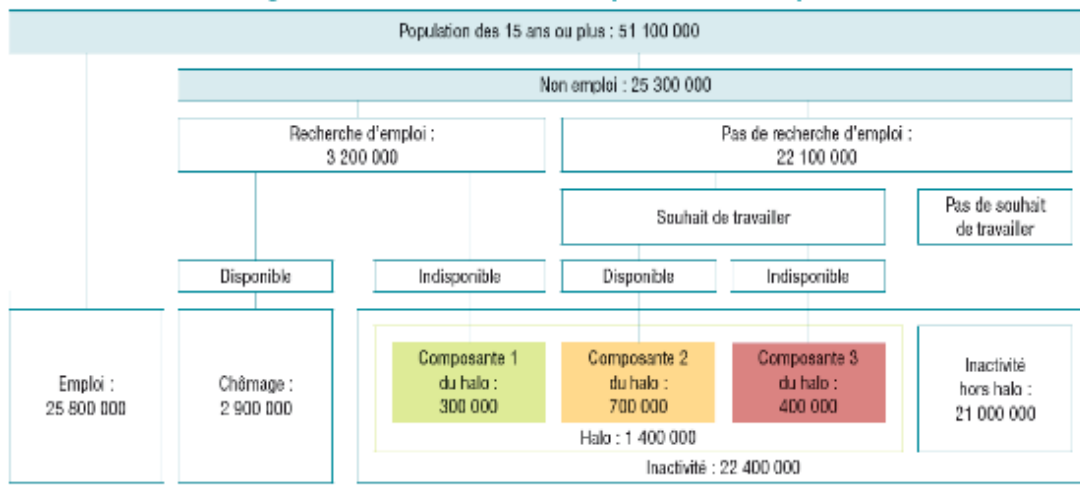 Population des 15 ans ou plus : 51 100 000
Non emploi : 25 300 000
Recherche d'emploi :
3 200 000
Pas de recherche d'emploi :
22 100 000
Souhait de travailler
Pas de souhait
de travailler
Disponible
Indisponible
Disponible
Indisponible
Emploi :
25 800 000
Chômage :
2 900 000
Composante 1
du halo :
300 000
Composante 2
du halo :
700 000
Composante 3
du halo :
400 000
Inactivité
hors halo :
21 000 000
Halo : 1 400 000
Inactivité : 22 400 000